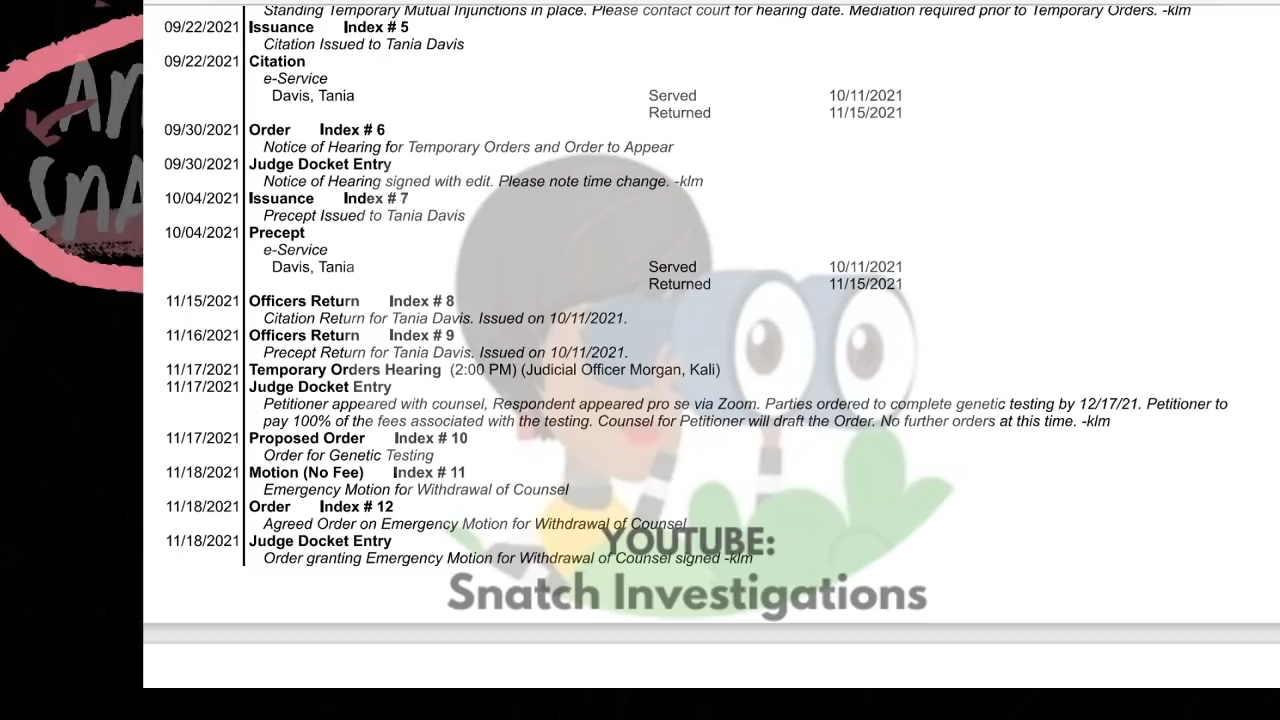 Standing Temporary Mutual Injunctions in place. Please contact court for hearing date. Mediation required prior to Temporary Orders. -klm
09/22/2021 Issuance Index # 5
Citation Issued to Tania Davis
09/22/2021 Citation
e-Service
Davis, Tania Served 10/11/2021
Returned 11/15/2021
09/30/2021 Order Index # 6
Notice of Hearing for Temporary Orders and Order to Appear
09/30/2021 Judge Docket Entry
Notice of Hearing signed with edit. Please note time change. -klm
10/04/2021 Issuance Index # 7
Precept Issued to Tania Davis
10/04/2021 Precept
e-Service
Davis, Tania Served 10/11/2021
Returned 11/15/2021
11/15/2021 Officers Return Index # 8
Citation Return for Tania Davis. Issued on 10/11/2021.
11/16/2021 Officers Return Index # 9
Precept Return for Tania Davis. Issued on 10/11/2021.
11/17/2021 Temporary Orders Hearing (2:00 PM) (Judicial Officer Morgan, Kali)
11/17/2021 Judge Docket Entry
Petitioner appeared with counsel, Respondent appeared pro se via Zoom. Parties ordered to complete genetic testing by 12/17/21. Petitioner to
pay 100% of the fees associated with the testing. Counsel for Petitioner will draft the Order. No further orders at this time. -klm
11/17/2021 Proposed Order Index # 10
Order for Genetic Testing
11/18/2021 Motion (No Fee) Index # 11
Emergency Motion for Withdrawal of Counsel
11/18/2021 Order Index # 12
Agreed Order on Emergency Motion for Withdrawal of Counsel
11/18/2021 Judge Docket Entry
Order granting Emergency Motion for Withdrawal of Counsel signed -klm
YOUTUBE:
Snatch Investigations